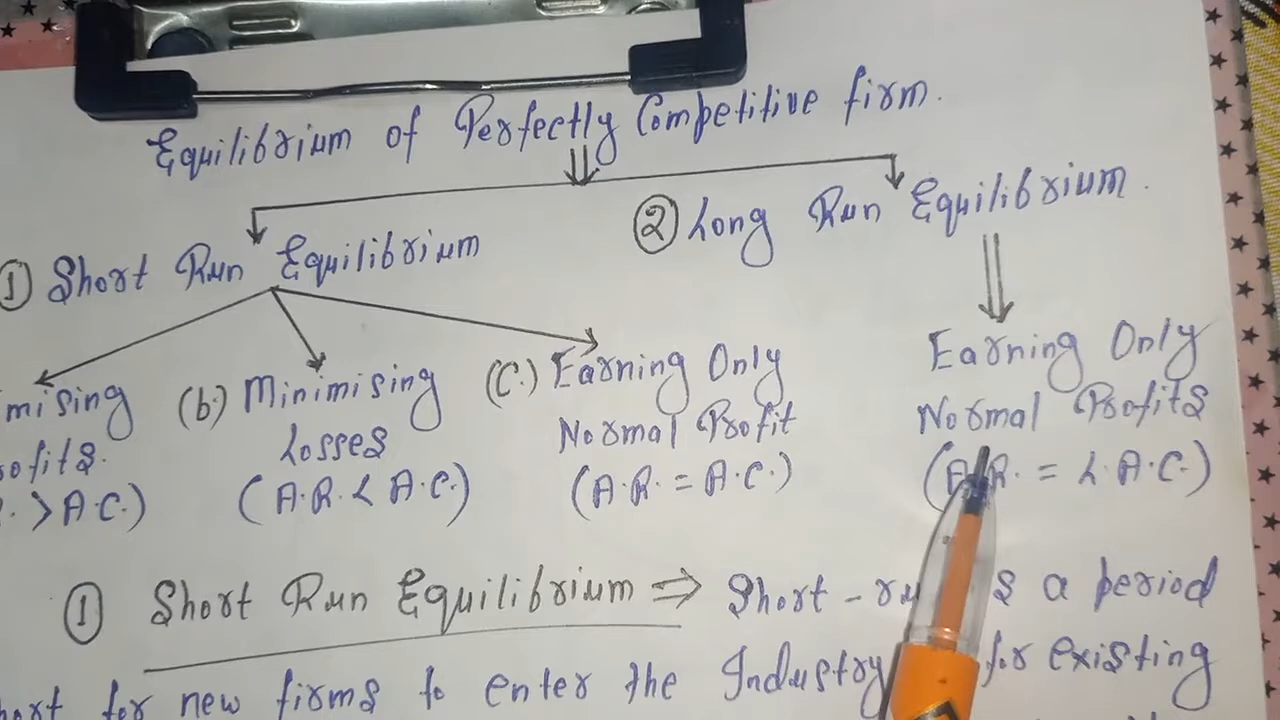 Equilibrium of Perfectly Competitive firm.
① Short Run Equilibrium
② Long Run Equilibrium.
(b.) Minimising Losses (A.R. < A.C.)
(C.) Earning Only Normal Profit (A.R. = A.C.)
Earning Only Normal Profits = L.A.C.)
> A.C.)
① Short Run Equilibrium ⇒ Short - a period
for new firms to enter the Industry for existing